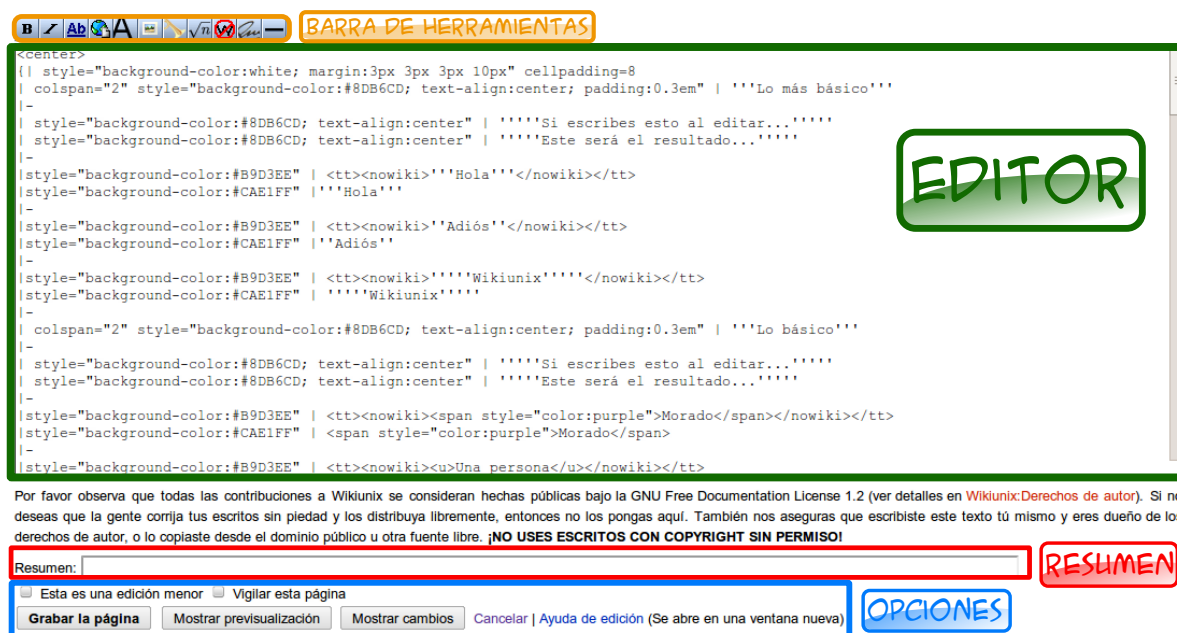 B I Ab A √n W BARRA DE HERRAMIENTAS
<center>
{| style="background-color:white; margin:3px 3px 3px 10px" cellpadding=8
| colspan="2" style="background-color:#8DB6CD; text-align:center; padding:0.3em" | '''Lo más básico'''
|-
| style="background-color:#8DB6CD; text-align:center" | '''''Si escribes esto al editar...'''''
| style="background-color:#8DB6CD; text-align:center" | '''''Este será el resultado...'''''
|-
|style="background-color:#B9D3EE" | <tt><nowiki>'''Hola'''</nowiki></tt>
|style="background-color:#CAE1FF" |'''Hola'''
|-
|style="background-color:#B9D3EE" | <tt><nowiki>''Adiós''</nowiki></tt>
|style="background-color:#CAE1FF" |''Adiós''
|-
|style="background-color:#B9D3EE" | <tt><nowiki>'''''Wikiunix'''''</nowiki></tt>
|style="background-color:#CAE1FF" | '''''Wikiunix'''''
|-
| colspan="2" style="background-color:#8DB6CD; text-align:center; padding:0.3em" | '''Lo básico'''
|-
| style="background-color:#8DB6CD; text-align:center" | '''''Si escribes esto al editar...'''''
| style="background-color:#8DB6CD; text-align:center" | '''''Este será el resultado...'''''
|-
|style="background-color:#B9D3EE" | <tt><nowiki><span style="color:purple">Morado</span></nowiki></tt>
|style="background-color:#CAE1FF" | <span style="color:purple">Morado</span>
|-
|style="background-color:#B9D3EE" | <tt><nowiki><u>Una persona</u></nowiki></tt>
EDITOR
Por favor observa que todas las contribuciones a Wikiunix se consideran hechas públicas bajo la GNU Free Documentation License 1.2 (ver detalles en Wikiunix:Derechos de autor). Si no
deseas que la gente corrija tus escritos sin piedad y los distribuya libremente, entonces no los pongas aquí. También nos aseguras que escribiste este texto tú mismo y eres dueño de los
derechos de autor, o lo copiaste desde el dominio público u otra fuente libre. ¡NO USES ESCRITOS CON COPYRIGHT SIN PERMISO!
Resumen: RESUMEN
Esta es una edición menor Vigilar esta página
Grabar la página Mostrar previsualización Mostrar cambios Cancelar | Ayuda de edición (Se abre en una ventana nueva) OPCIONES